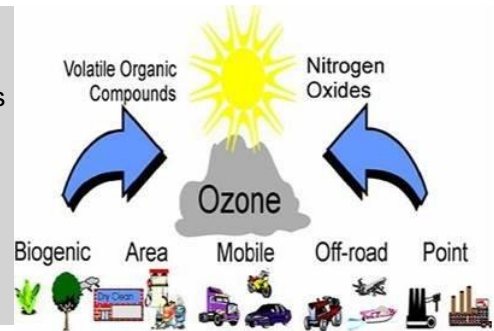 s
Volatile Organic
Compounds
Nitrogen
Oxides
Ozone
Biogenic Area Mobile Off-road Point
Dry Clean